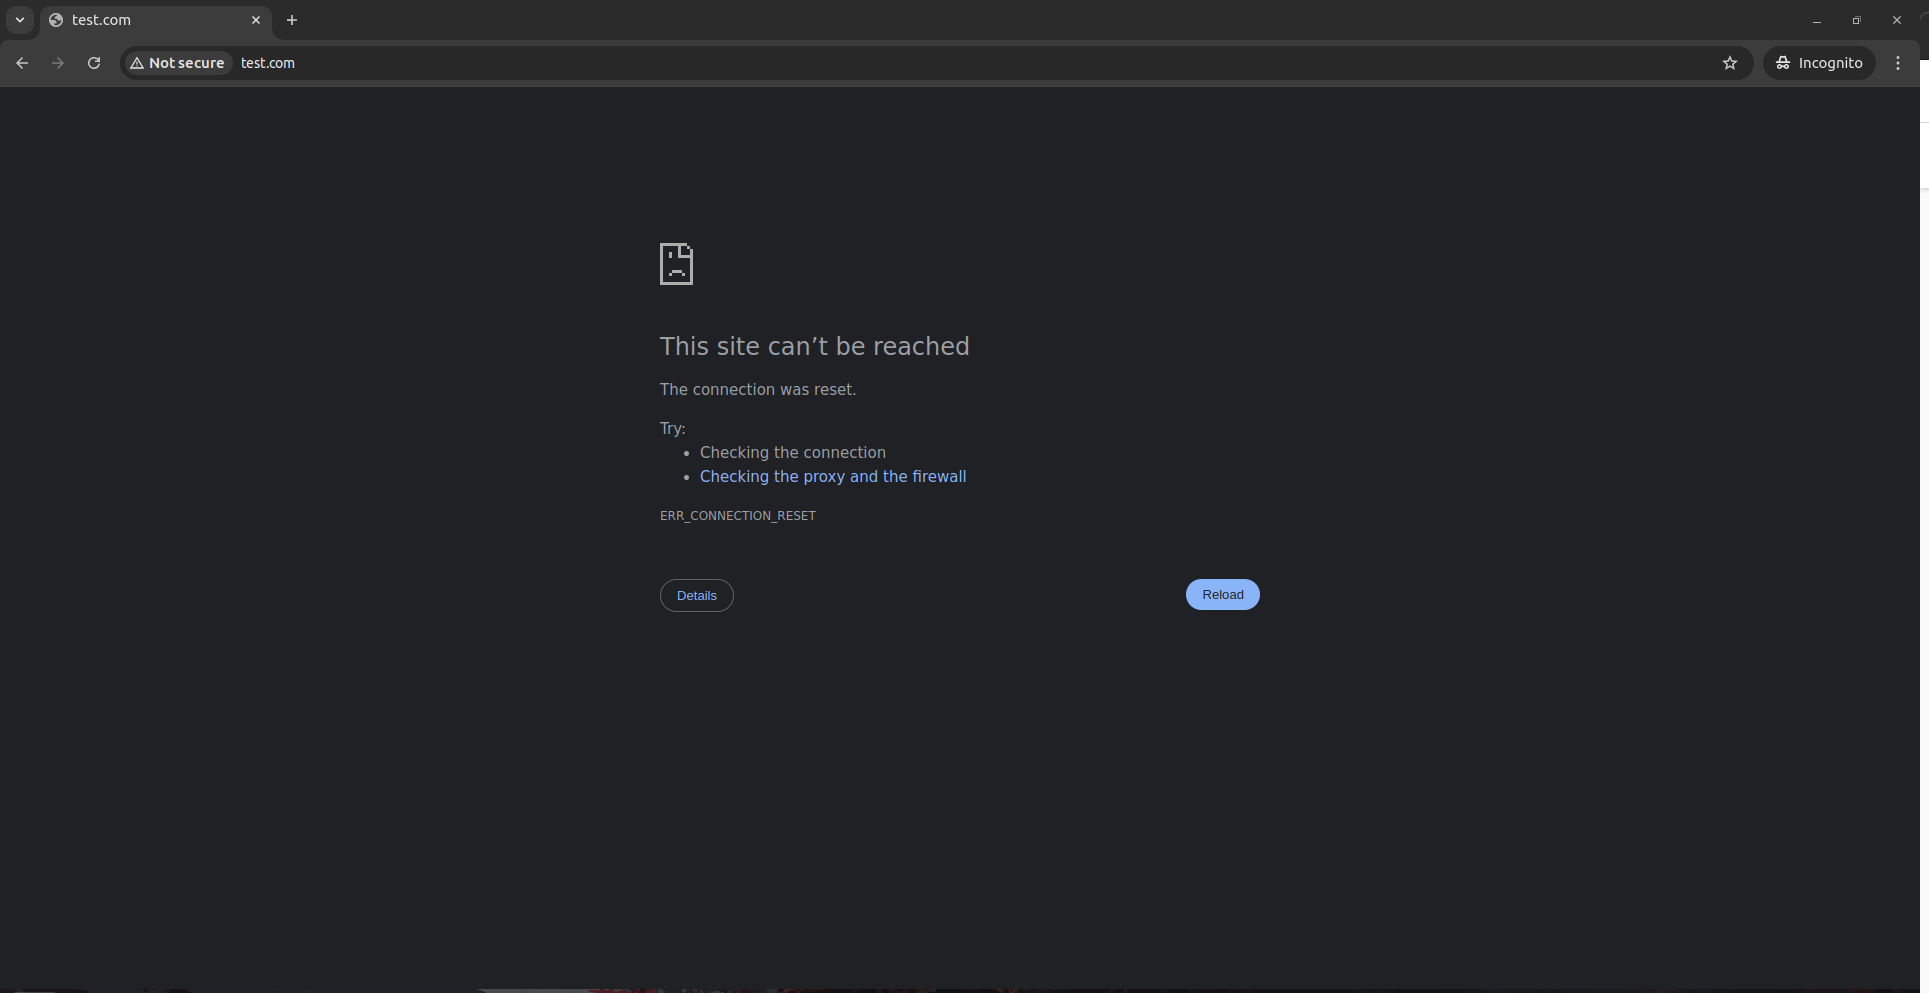 test.com
Not secure test.com
Incognito
This site can’t be reached
The connection was reset.
Try:
• Checking the connection
• Checking the proxy and the firewall
ERR_CONNECTION_RESET
Details
Reload